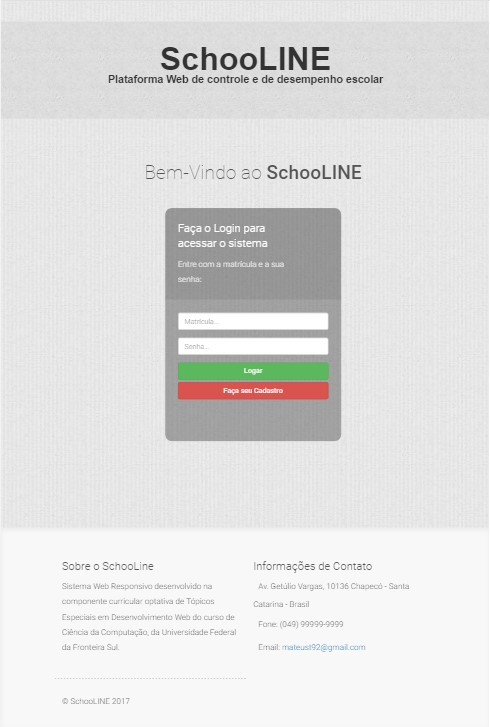 SchooLINE
Plataforma Web de controle e de desempenho escolar
Bem-Vindo ao SchooLINE
Faça o Login para
acessar o sistema
Entre com a matrícula e a sua
senha:
Matrícula...
Senha...
Logar
Faça seu Cadastro
Sobre o SchooLine
Sistema Web Responsivo desenvolvido na
componente curricular optativa de Tópicos
Especiais em Desenvolvimento Web do curso de
Ciência da Computação, da Universidade Federal
da Fronteira Sul.
Informações de Contato
Av. Getúlio Vargas, 10136 Chapecó - Santa
Catarina - Brasil
Fone: (049) 99999-9999
Email: mateust92@gmail.com
© SchooLINE 2017